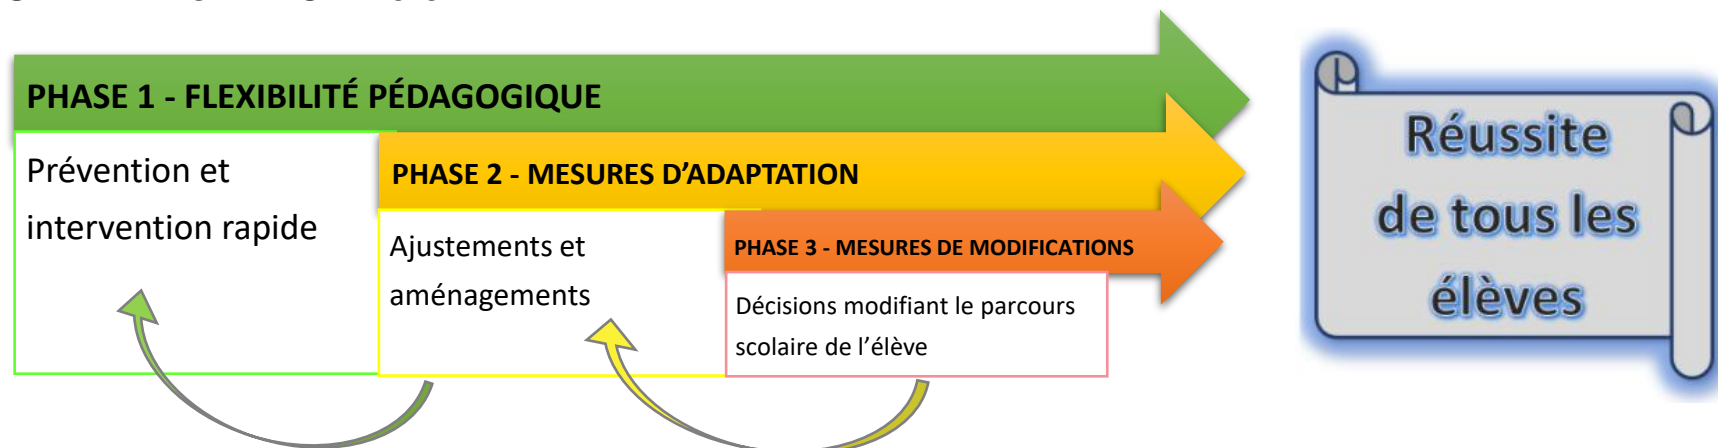 PHASE 1 - FLEXIBILITÉ PÉDAGOGIQUE
Prévention et
intervention rapide
PHASE 2 - MESURES D’ADAPTATION
Ajustements et
aménagements
PHASE 3 - MESURES DE MODIFICATIONS
Décisions modifiant le parcours
scolaire de l’élève
Réussite
de tous les
élèves